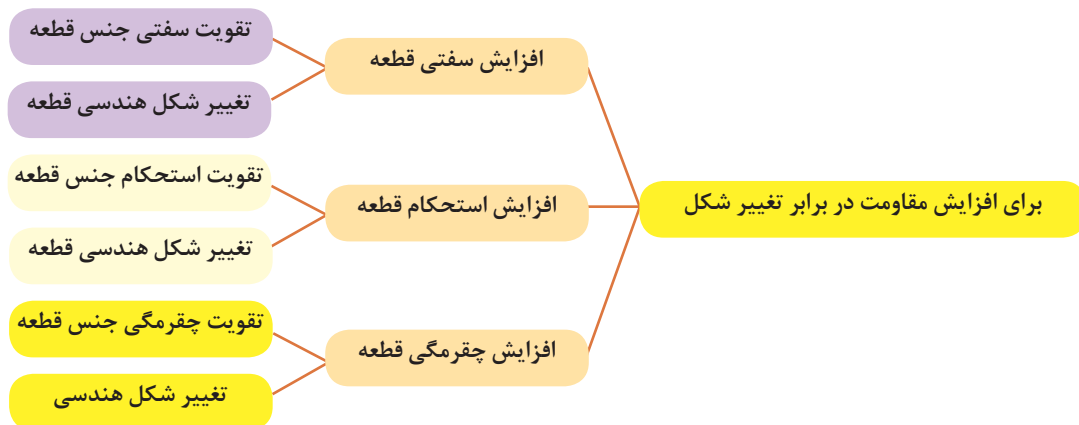 برای افزایش مقاومت در برابر تغییر شکل
افزایش سفتی قطعه
تقویت سفتی جنس قطعه
تغییر شکل هندسی قطعه
افزایش استحکام قطعه
تقویت استحکام جنس قطعه
تغییر شکل هندسی قطعه
افزایش چقرمگی قطعه
تقویت چقرمگی جنس قطعه
تغییر شکل هندسی